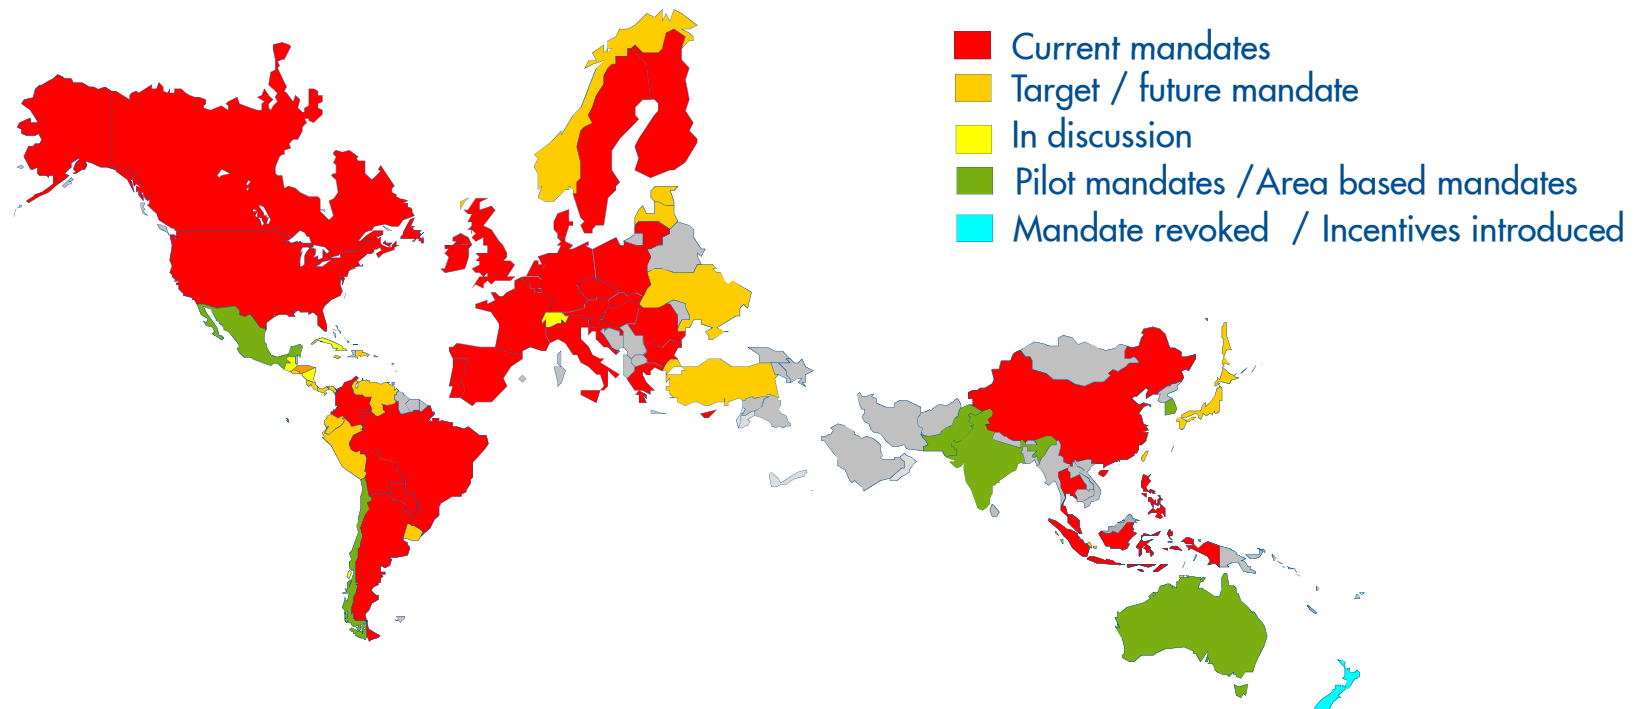 Current mandates
Target / future mandate
In discussion
Pilot mandates /Area based mandates
Mandate revoked / Incentives introduced